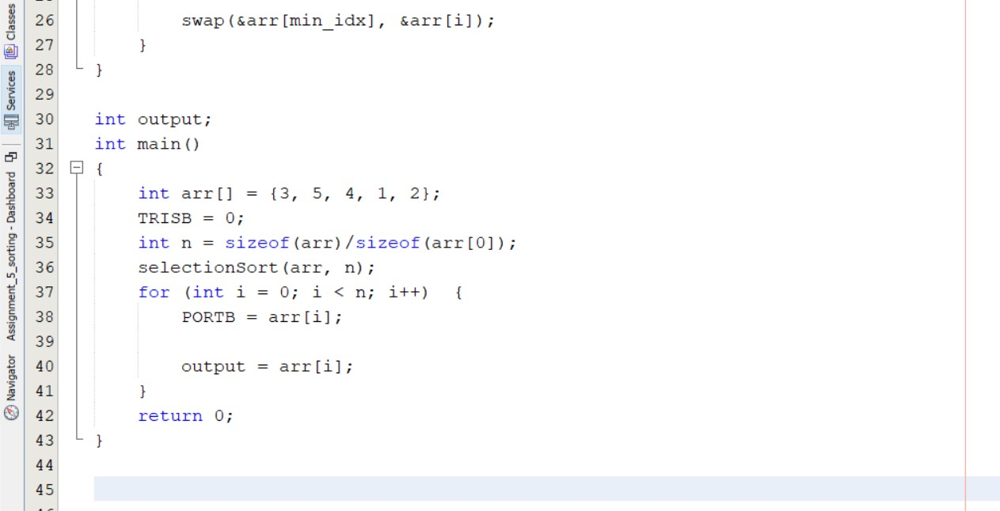 Classes
Services
Assignment_5_sorting - Dashboard
Navigator
26 swap(&arr[min_idx], &arr[i]);
27 }
28 }
29
30 int output;
31 int main()
32 {
33 int arr[] = {3, 5, 4, 1, 2};
34 TRISB = 0;
35 int n = sizeof(arr)/sizeof(arr[0]);
36 selectionSort(arr, n);
37 for (int i = 0; i < n; i++)  {
38 PORTB = arr[i];
39
40 output = arr[i];
41 }
42 return 0;
43 }
44
45